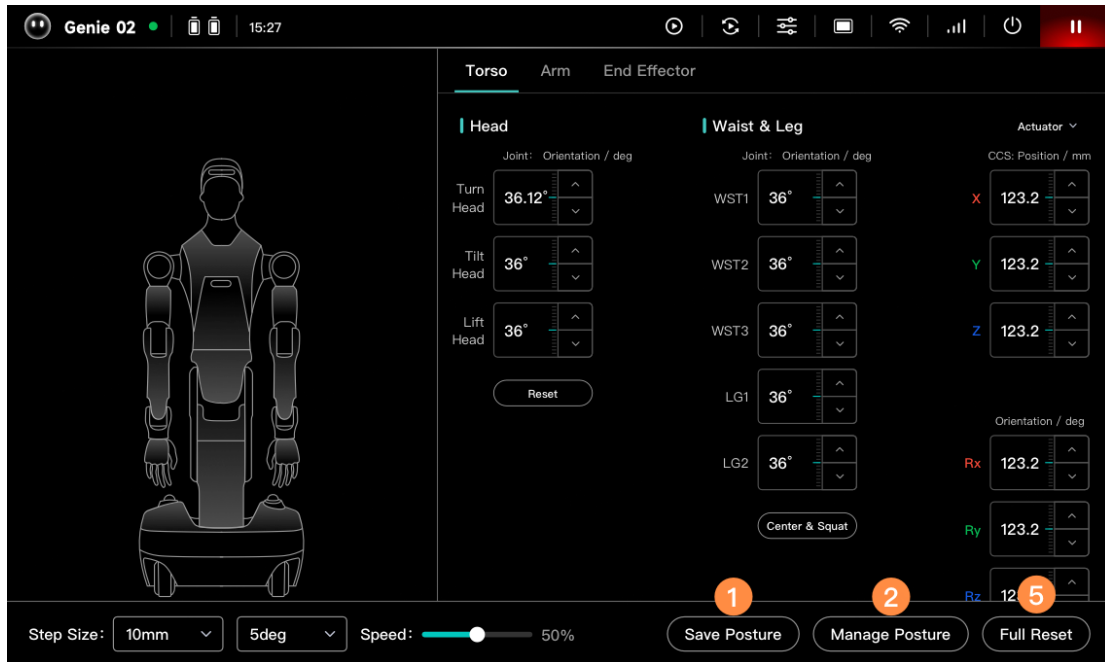 Genie 02 15:27
Torso Arm End Effector
Head
Joint: Orientation / deg
Turn Head 36.12°
Tilt Head 36°
Lift Head 36°
Reset
Waist & Leg
Joint: Orientation / deg
WST1 36°
WST2 36°
WST3 36°
LG1 36°
LG2 36°
Center & Squat
Actuator
CCS: Position / mm
X 123.2
Y 123.2
Z 123.2
Orientation / deg
Rx 123.2
Ry 123.2
Rz
1 2 5
Step Size: 10mm 5deg Speed: 50% Save Posture Manage Posture Full Reset